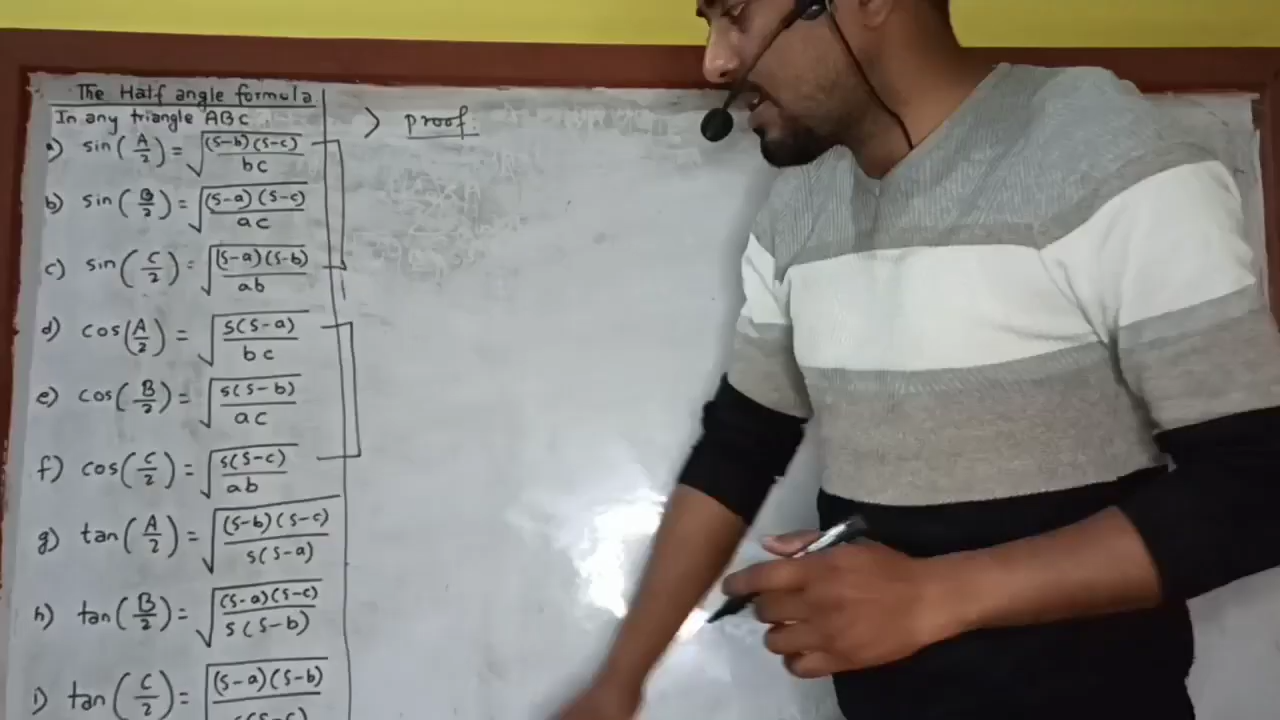 The Half angle formula
In any triangle ABC
a) sin(A/2) = √((s-b)(s-c)/bc)
b) sin(B/2) = √((s-a)(s-c)/ac)
c) sin(C/2) = √((s-a)(s-b)/ab)
d) cos(A/2) = √(s(s-a)/bc)
e) cos(B/2) = √(s(s-b)/ac)
f) cos(C/2) = √(s(s-c)/ab)
g) tan(A/2) = √((s-b)(s-c)/s(s-a))
h) tan(B/2) = √((s-a)(s-c)/s(s-b))
i) tan(C/2) = √((s-a)(s-b)/s(s-c))
> proof: